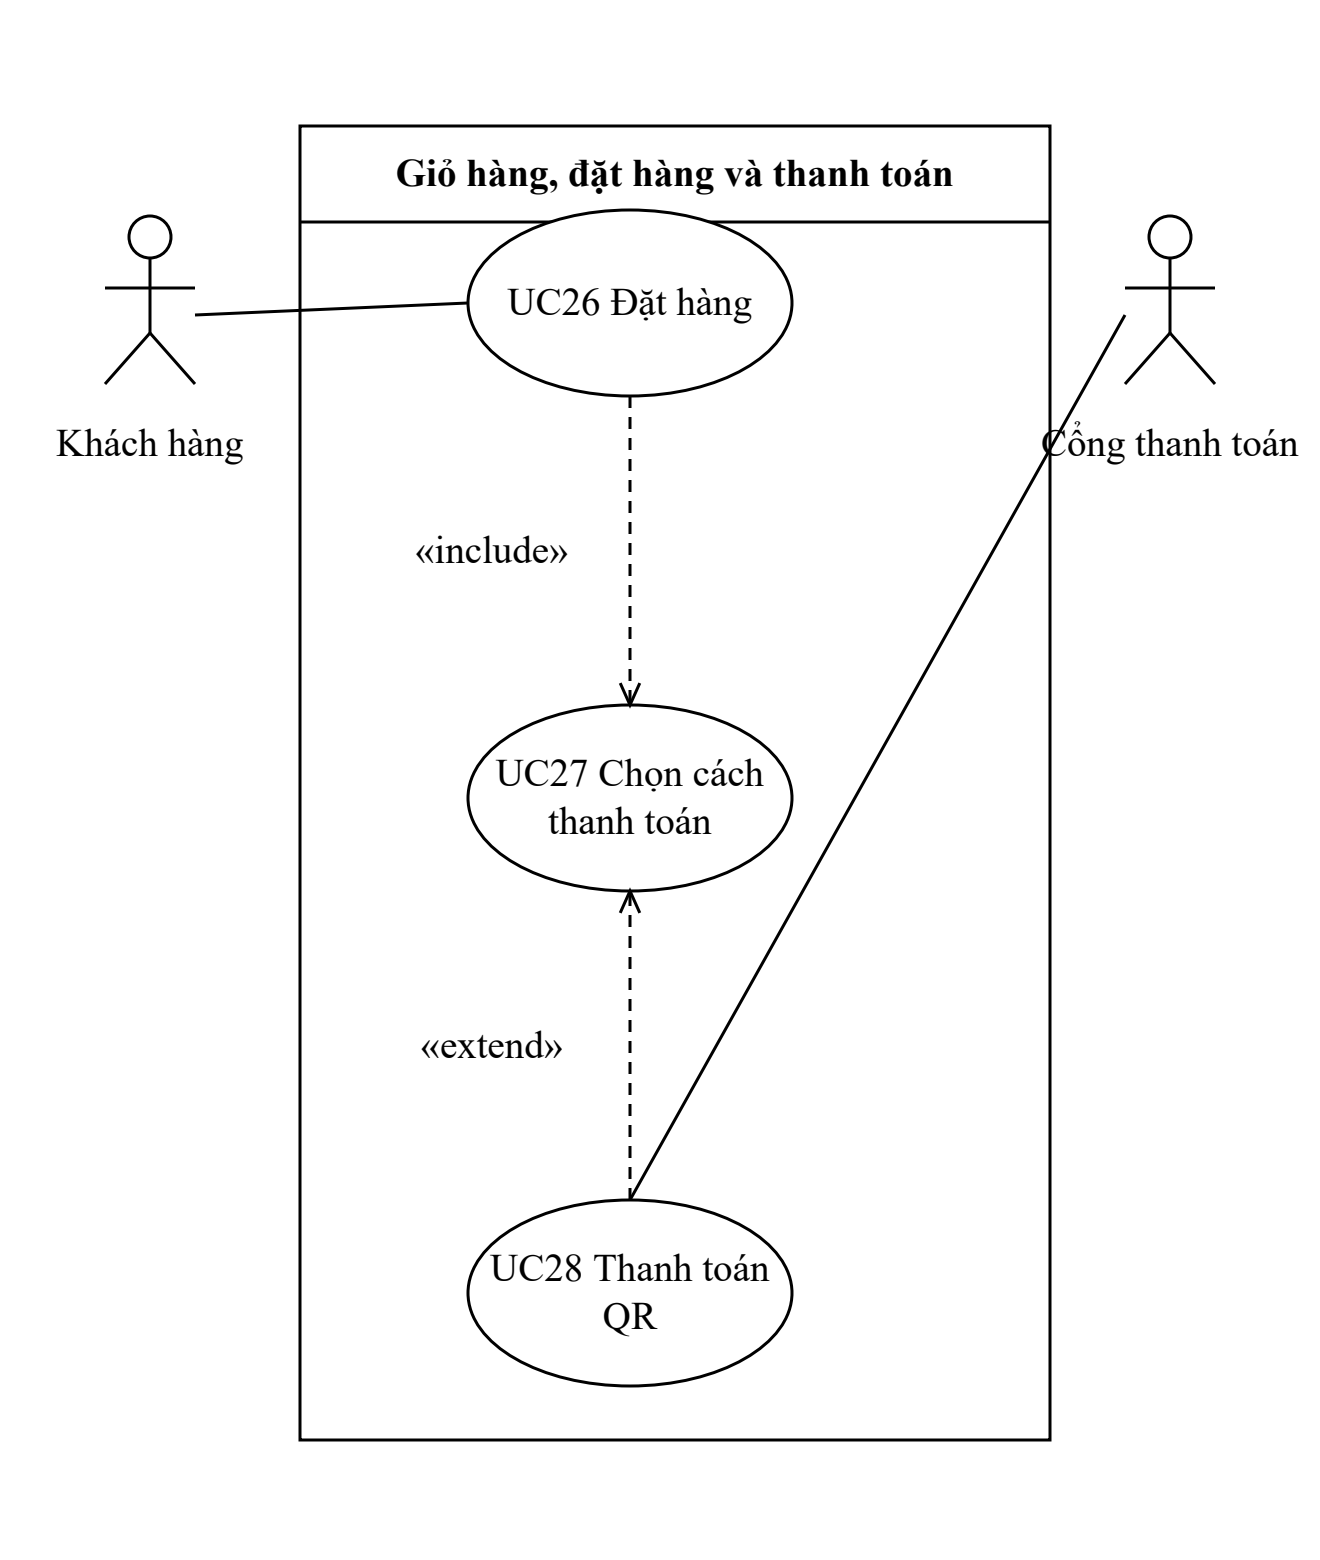 Giỏ hàng, đặt hàng và thanh toán
UC26 Đặt hàng
Khách hàng
Cổng thanh toán
«include»
UC27 Chọn cách
thanh toán
«extend»
UC28 Thanh toán
QR